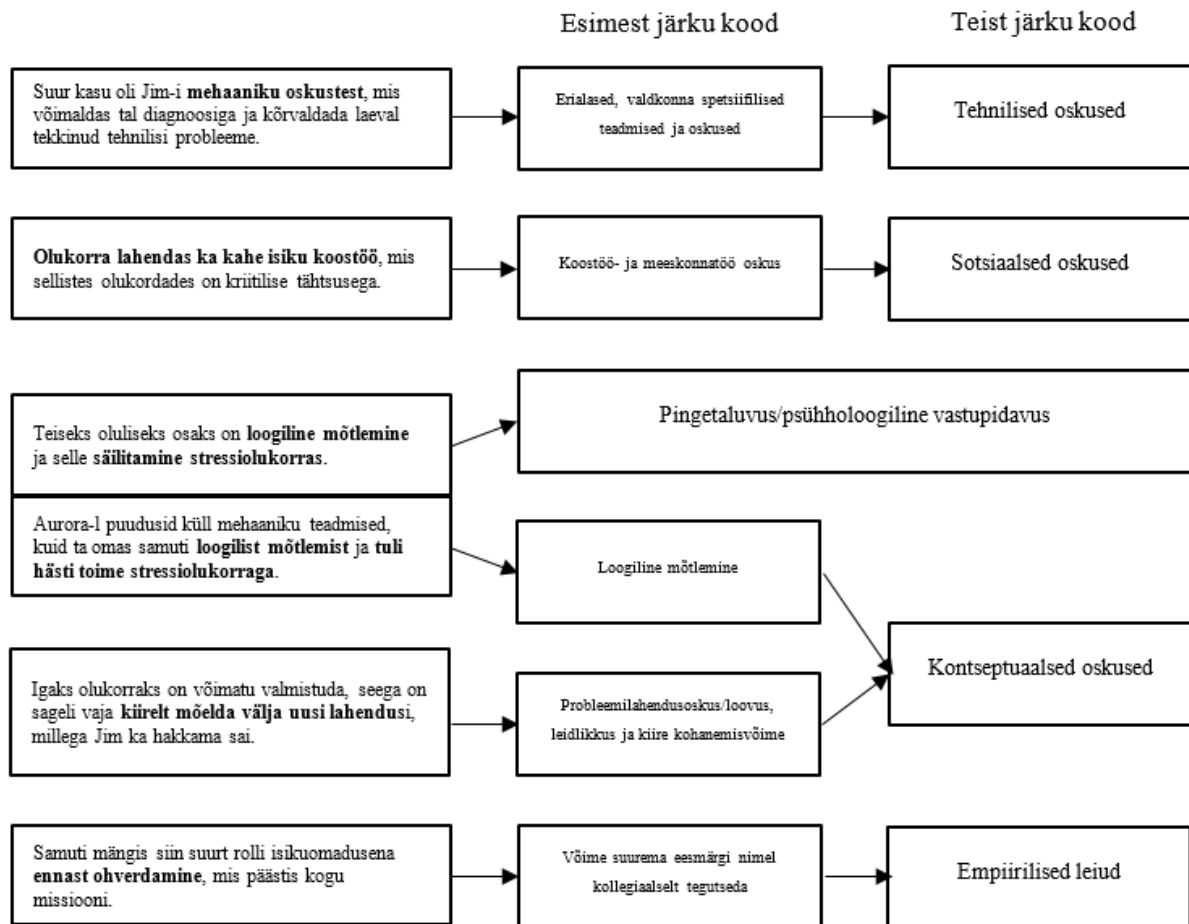 Esimest järku kood
Teist järku kood
Suur kasu oli Jim-i mehaaniku oskustest, mis
võimaldas tal diagnoosiga ja kõrvaldada laeval
tekkinud tehnilisi probleeme.
Erialased, valdkonna spetsiifilised
teadmised ja oskused
Tehnilised oskused
Olukorra lahendas ka kahe isiku koostöö, mis
sellistes olukordades on kriitilise tähtsusega.
Koostöö- ja meeskonnatöö oskus
Sotsiaalsed oskused
Teiseks oluliseks osaks on loogiline mõtlemine
ja selle säilitamine stressiolukorras.
Pingetaluvus/psühholoogiline vastupidavus
Aurora-l puudusid küll mehaaniku teadmised,
kuid ta omas samuti loogilist mõtlemist ja tuli
hästi toime stressiolukorraga.
Loogiline mõtlemine
Kontseptuaalsed oskused
Igaks olukorraks on võimatu valmistuda, seega on
sageli vaja kiirelt mõelda välja uusi lahendusi,
millega Jim ka hakkama sai.
Probleemilahendusoskus/loovus,
leidlikkus ja kiire kohanemisvõime
Samuti mängis siin suurt rolli isikuomadusena
ennast ohverdamine, mis päästis kogu
missiooni.
Võime suurema eesmärgi nimel
kollegiaalselt tegutseda
Empiirilised leiud